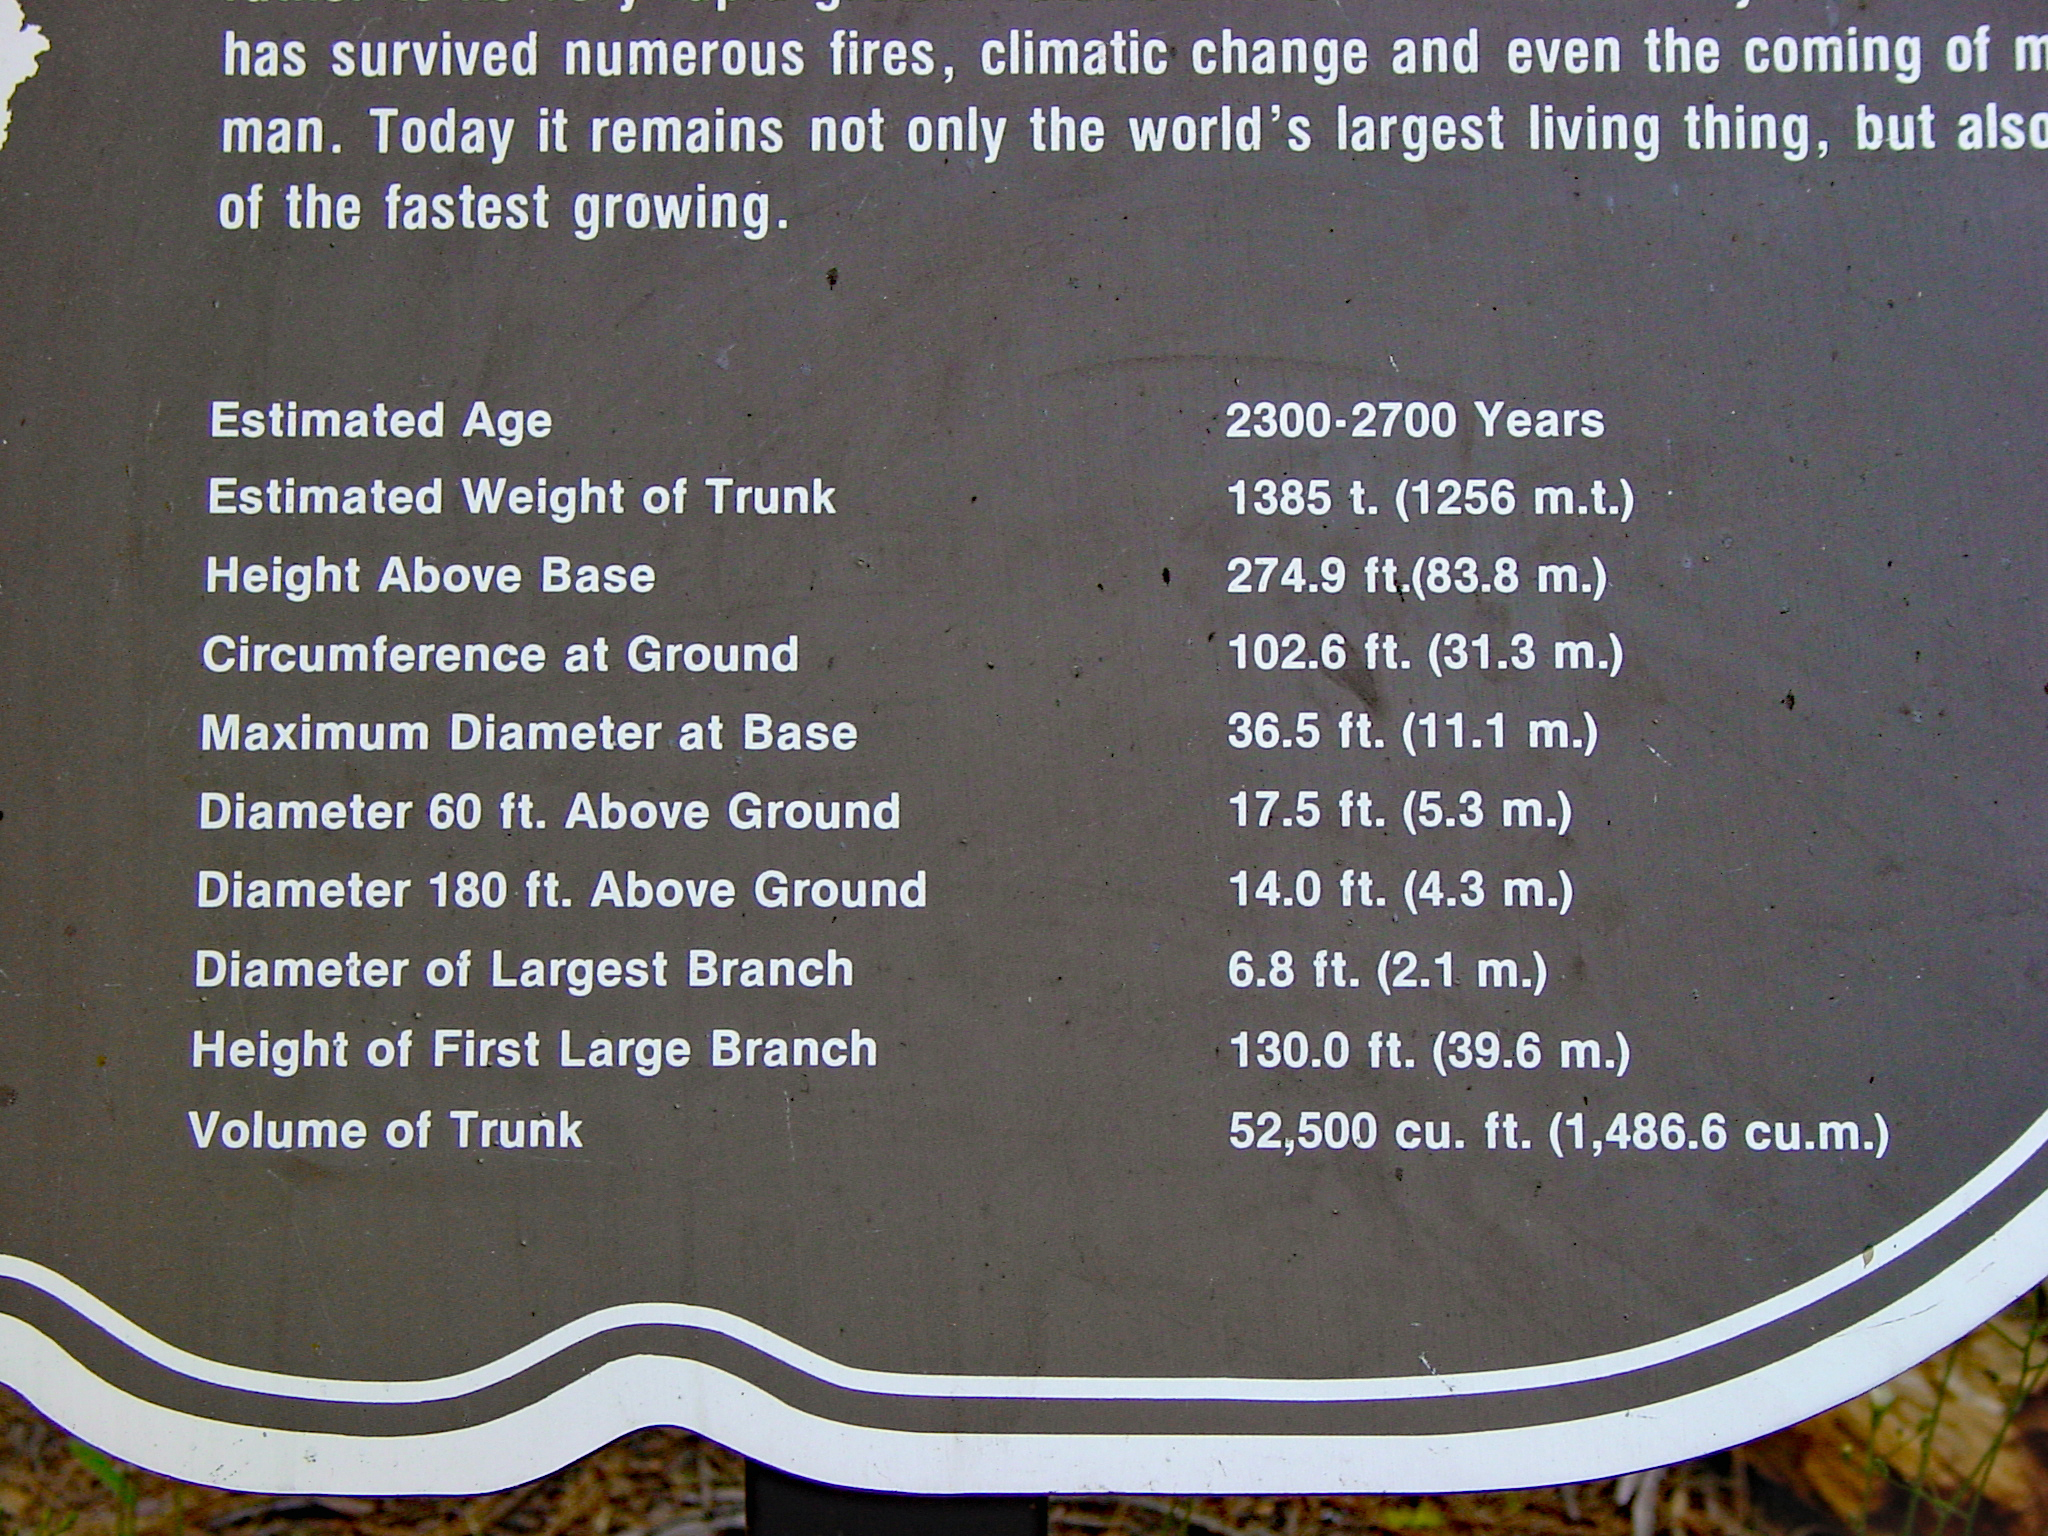 has survived numerous fires, climatic change and even the coming of
man. Today it remains not only the world's largest living thing, but also
of the fastest growing.
Estimated Age 2300-2700 Years
Estimated Weight of Trunk 1385 t. (1256 m.t.)
Height Above Base 274.9 ft.(83.8 m.)
Circumference at Ground 102.6 ft. (31.3 m.)
Maximum Diameter at Base 36.5 ft. (11.1 m.)
Diameter 60 ft. Above Ground 17.5 ft. (5.3 m.)
Diameter 180 ft. Above Ground 14.0 ft. (4.3 m.)
Diameter of Largest Branch 6.8 ft. (2.1 m.)
Height of First Large Branch 130.0 ft. (39.6 m.)
Volume of Trunk 52,500 cu. ft. (1,486.6 cu.m.)